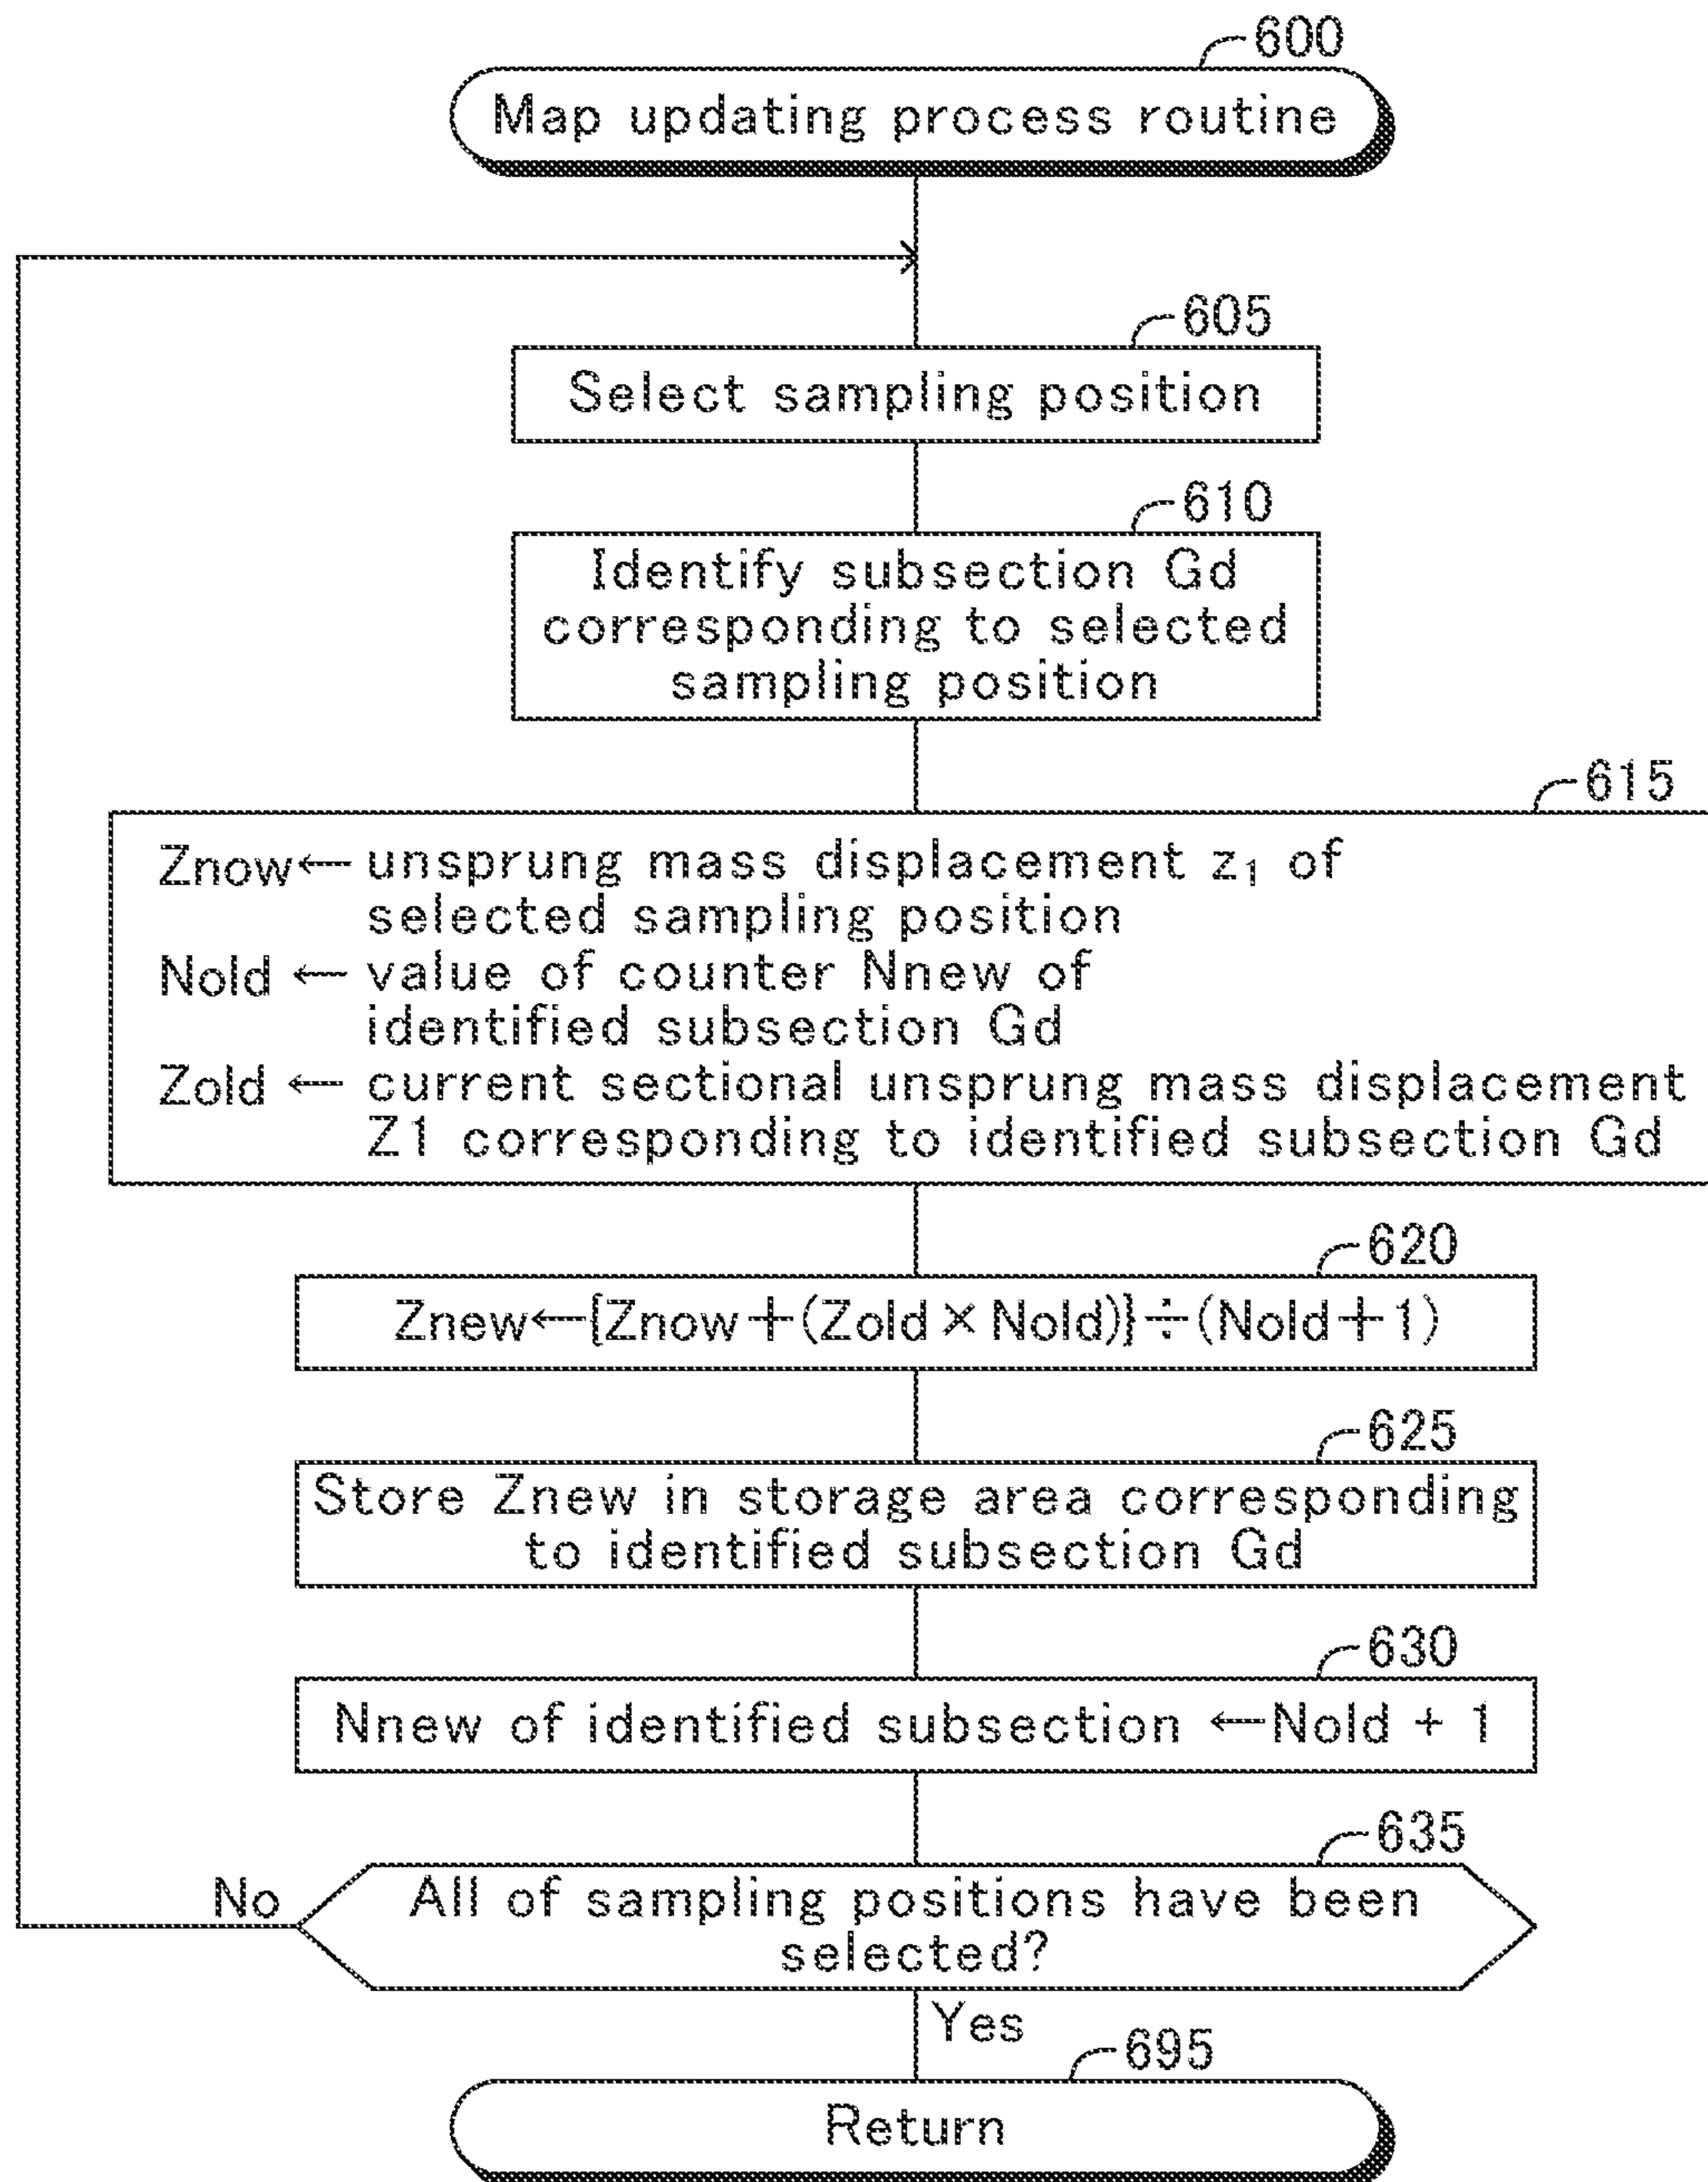 600
Map updating process routine
605
Select sampling position
610
Identify subsection Gd
corresponding to selected
sampling position
615
Znow← unsprung mass displacement z₁ of
selected sampling position
Nold ← value of counter Nnew of
identified subsection Gd
Zold ← current sectional unsprung mass displacement
Z1 corresponding to identified subsection Gd
620
Znew←{Znow+(Zold×Nold)}÷(Nold+1)
625
Store Znew in storage area corresponding
to identified subsection Gd
630
Nnew of identified subsection ←Nold + 1
635
No
All of sampling positions have been
selected?
Yes
695
Return